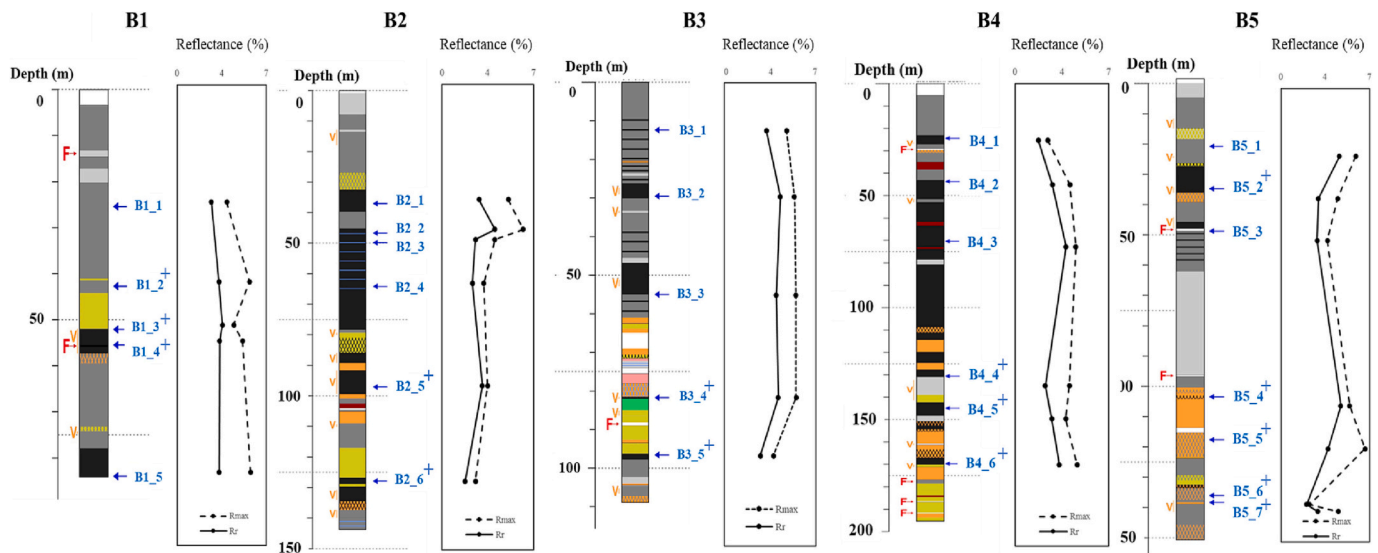 B1
Reflectance (%)
0 4 7
Depth (m)
0
50
F
V
F
V
B1_1
B1_2+
B1_3+
B1_4+
B1_5
Rmax
Rr
B2
Reflectance (%)
0 4 7
Depth (m)
0
50
100
150
V
V
V
V
V
V
V
B2_1
B2_2
B2_3
B2_4
B2_5+
B2_6+
Rmax
Rr
B3
Reflectance (%)
0 4 7
Depth (m)
0
50
100
V
V
V
V
V
F
V
B3_1
B3_2
B3_3
B3_4+
B3_5+
Rmax
Rr
B4
Reflectance (%)
0 4 7
Depth (m)
0
50
100
150
200
V
F
V
V
V
V
F
F
F
B4_1
B4_2
B4_3
B4_4+
B4_5+
B4_6+
Rmax
Rr
B5
Reflectance (%)
0 4 7
Depth (m)
0
50
00
50
V
V
V
V
F
F
V
B5_1
B5_2+
B5_3
B5_4+
B5_5+
B5_6+
B5_7+
Rmax
Rr